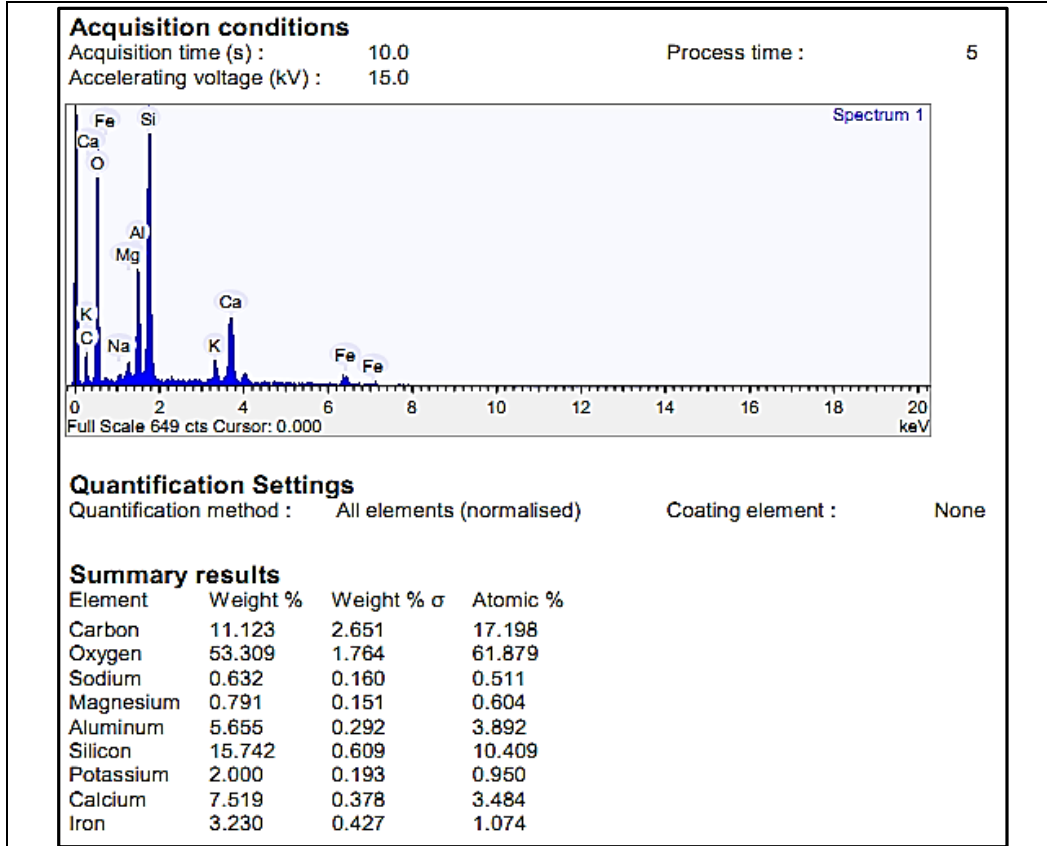 Acquisition conditions
Acquisition time (s) : 10.0 Process time : 5
Accelerating voltage (kV) : 15.0
Spectrum 1
Fe Si
Ca
O
Al
Mg
K Ca
C Na K Fe Fe
0 2 4 6 8 10 12 14 16 18 20
Full Scale 649 cts Cursor: 0.000 keV
Quantification Settings
Quantification method : All elements (normalised) Coating element : None
Summary results
Element Weight % Weight % σ Atomic %
Carbon 11.123 2.651 17.198
Oxygen 53.309 1.764 61.879
Sodium 0.632 0.160 0.511
Magnesium 0.791 0.151 0.604
Aluminum 5.655 0.292 3.892
Silicon 15.742 0.609 10.409
Potassium 2.000 0.193 0.950
Calcium 7.519 0.378 3.484
Iron 3.230 0.427 1.074